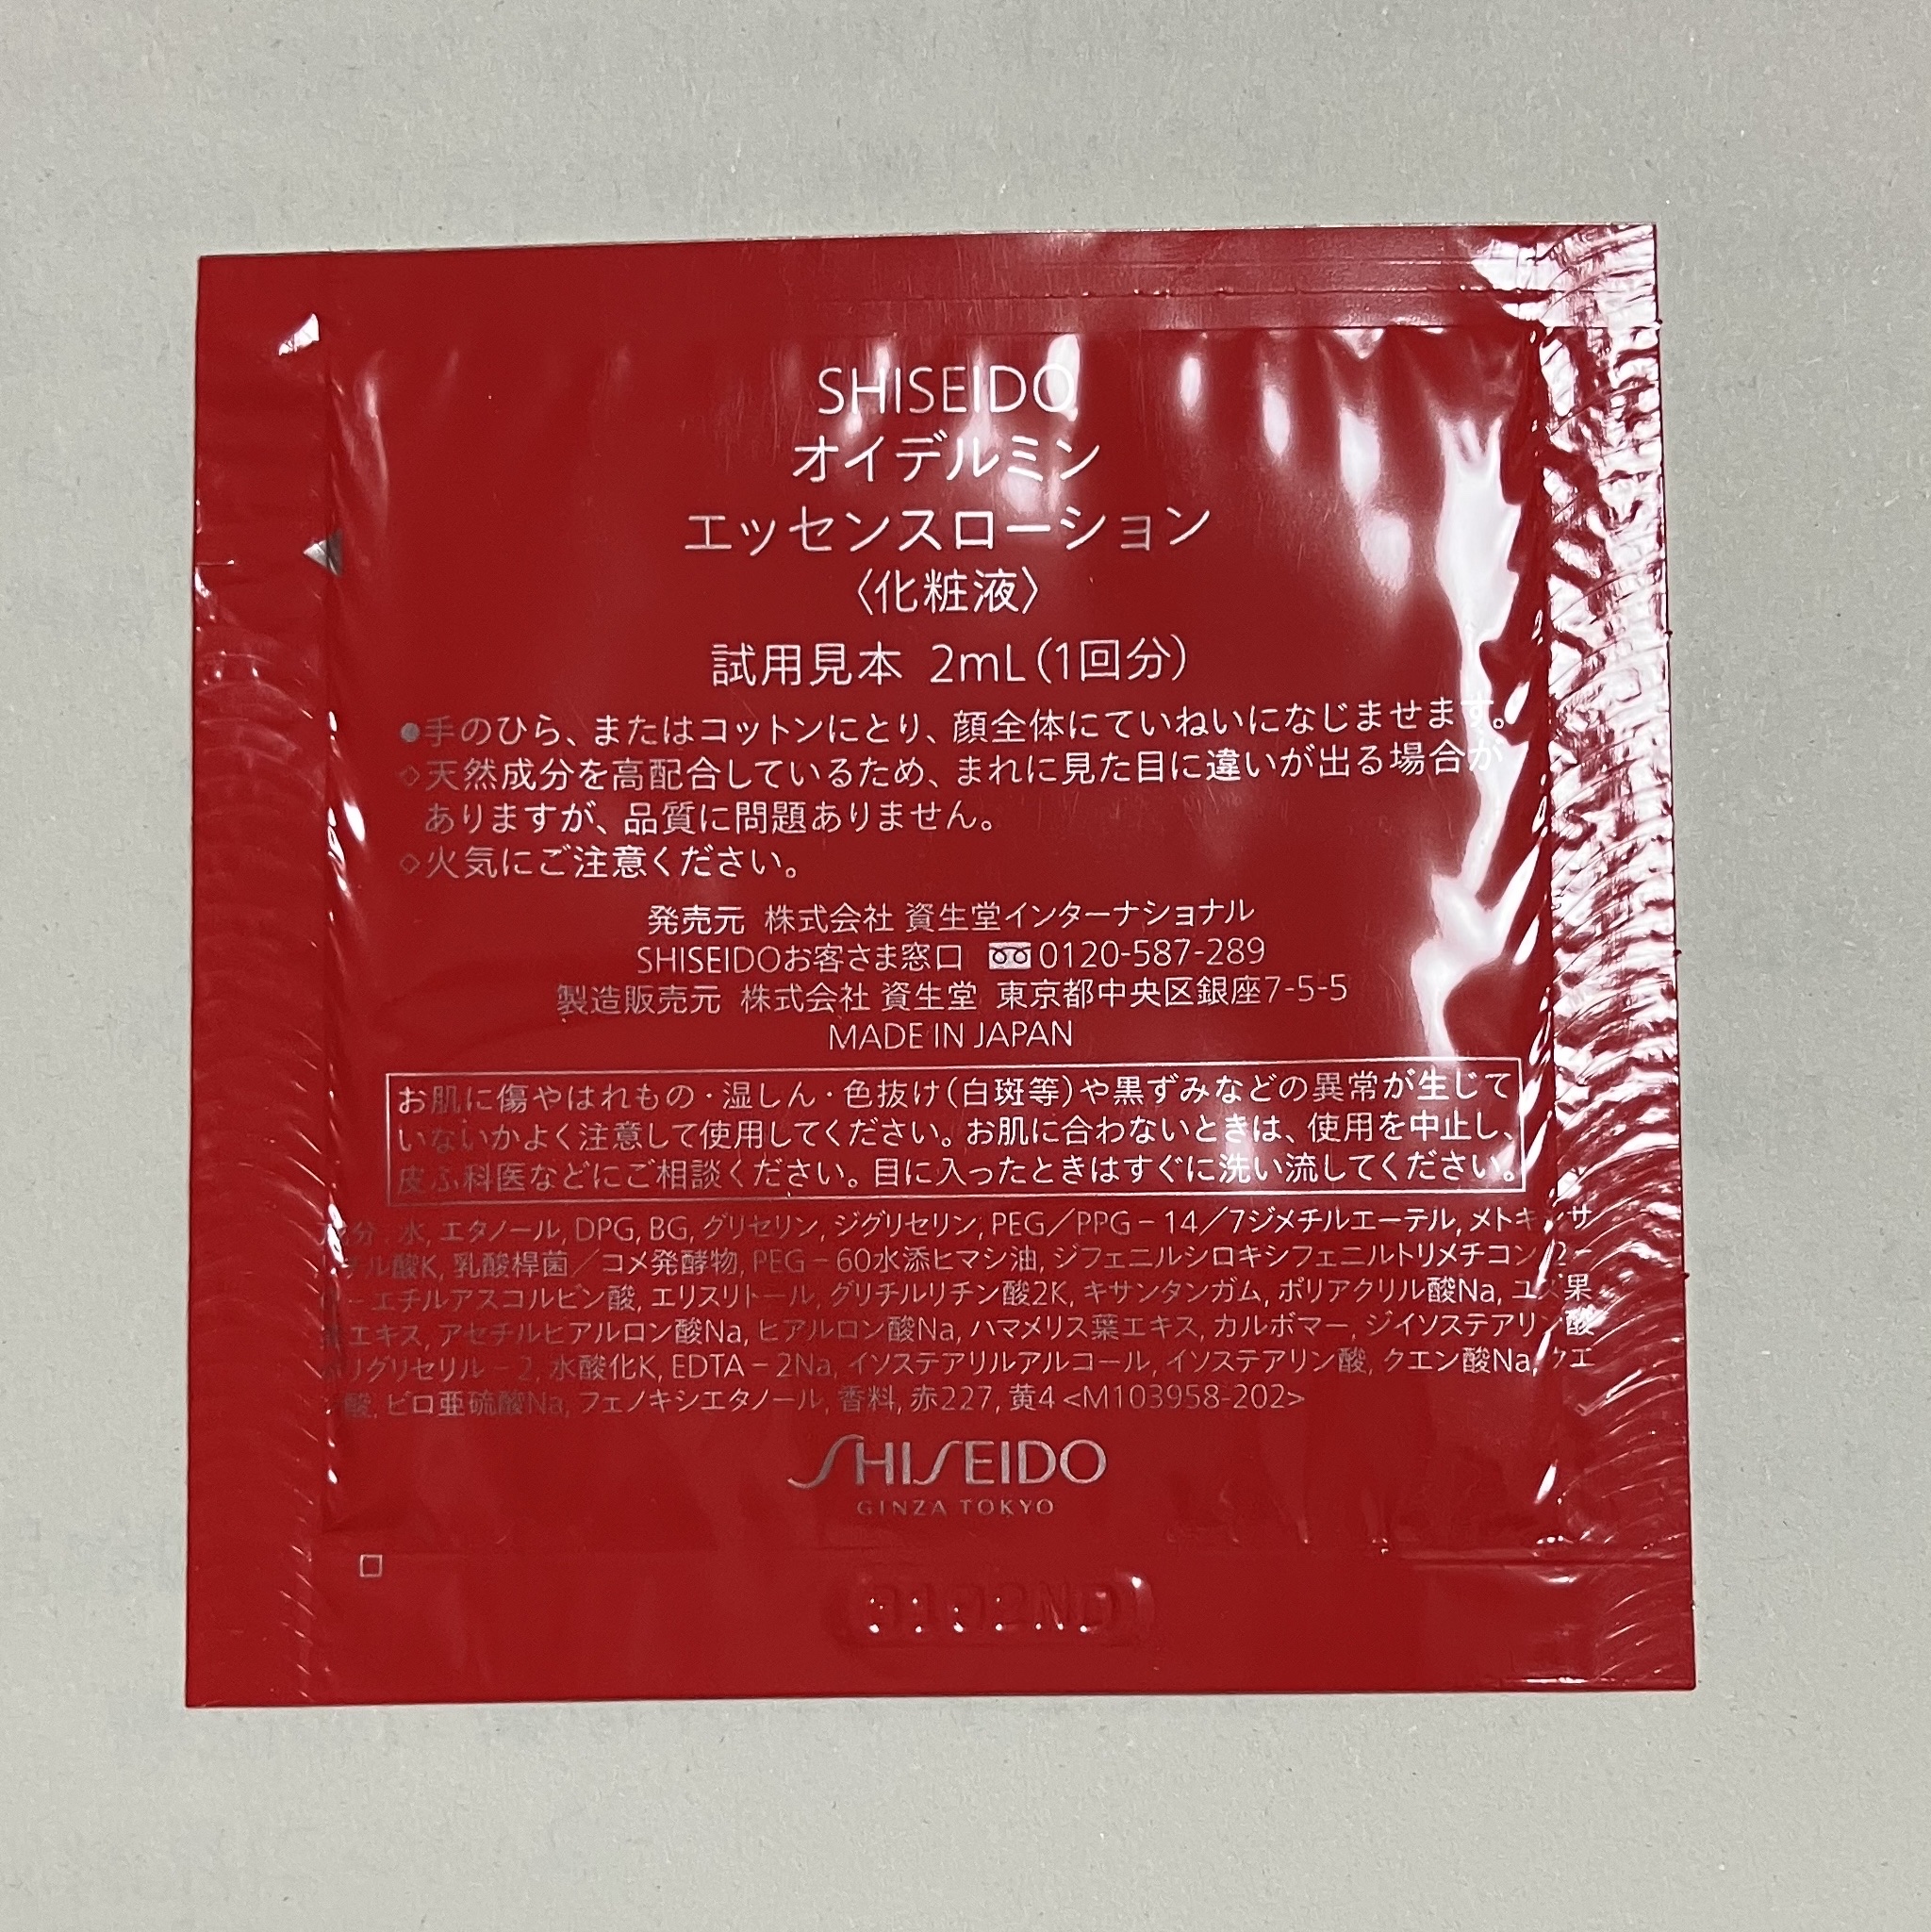 SHISEIDO
オイデルミン
エッセンスローション
〈化粧液〉
試用見本 2mL(1回分)
●手のひら、またはコットンにとり、顔全体にていねいになじませます。
◇天然成分を高配合しているため、まれに見た目に違いが出る場合が
ありますが、品質に問題ありません。
◇火気にご注意ください。
発売元 株式会社 資生堂インターナショナル
SHISEIDOお客さま窓口 0120-587-289
製造販売元 株式会社 資生堂 東京都中央区銀座7-5-5
MADE IN JAPAN
お肌に傷やはれもの・湿しん・色抜け(白斑等)や黒ずみなどの異常が生じて
いないかよく注意して使用してください。お肌に合わないときは、使用を中止し、
皮ふ科医などにご相談ください。目に入ったときはすぐに洗い流してください。
水, エタノール, DPG, BG, グリセリン, ジグリセリン, PEG/PPG-14/7ジメチルエーテル, メトキシサ
チル酸K, 乳酸桿菌/コメ発酵物, PEG-60水添ヒマシ油, ジフェニルシロキシフェニルトリメチコン, 2-
-エチルアスコルビン酸, エリスリトール, グリチルリチン酸2K, キサンタンガム, ポリアクリル酸Na, ユズ果
エキス, アセチルヒアルロン酸Na, ヒアルロン酸Na, ハマメリス葉エキス, カルボマー, ジイソステアリン酸
ポリグリセリル-2, 水酸化K, EDTA-2Na, イソステアリルアルコール, イソステアリン酸, クエン酸Na, クエ
ン酸, ピロ亜硫酸Na, フェノキシエタノール, 香料, 赤227, 黄4 <M103958-202>
SHISEIDO
GINZA TOKYO